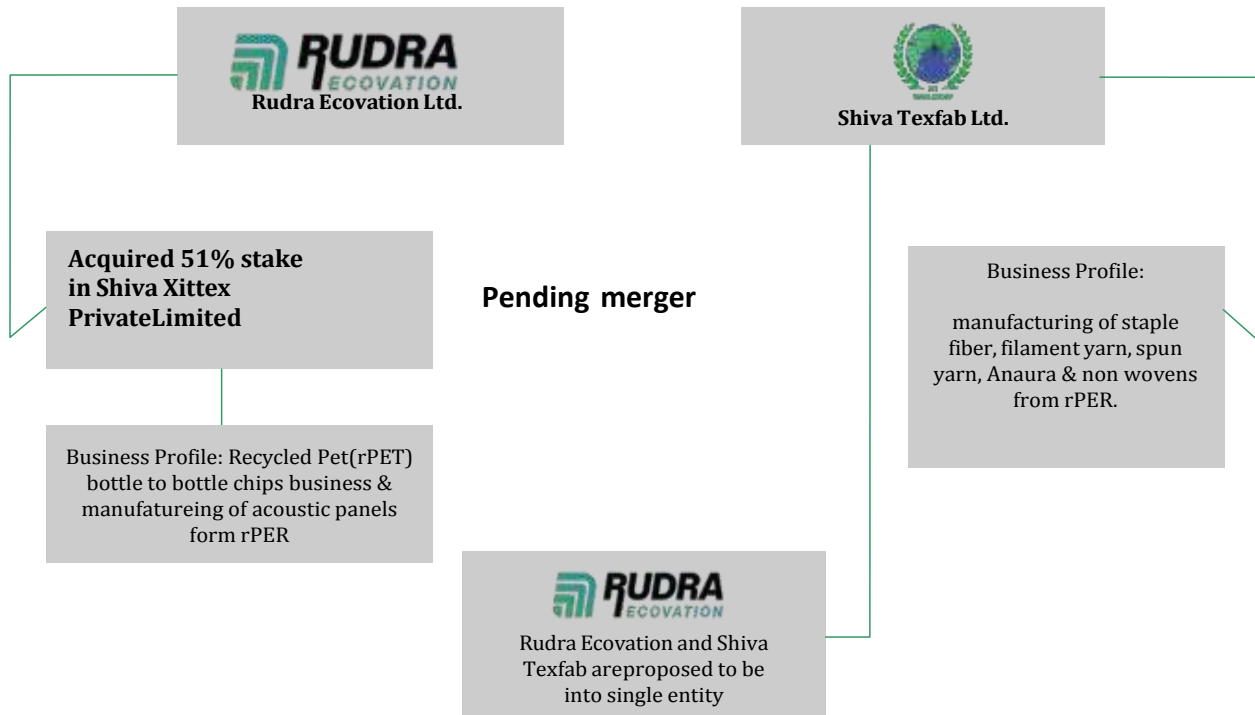 RUDRA
ECOVATION
Rudra Ecovation Ltd.
Shiva Texfab Ltd.
Acquired 51% stake
in Shiva Xittex
PrivateLimited
Pending merger
Business Profile:
manufacturing of staple
fiber, filament yarn, spun
yarn, Anaura & non wovens
from rPER.
Business Profile: Recycled Pet(rPET)
bottle to bottle chips business &
manufatureing of acoustic panels
form rPER
RUDRA
ECOVATION
Rudra Ecovation and Shiva
Texfab areproposed to be
into single entity